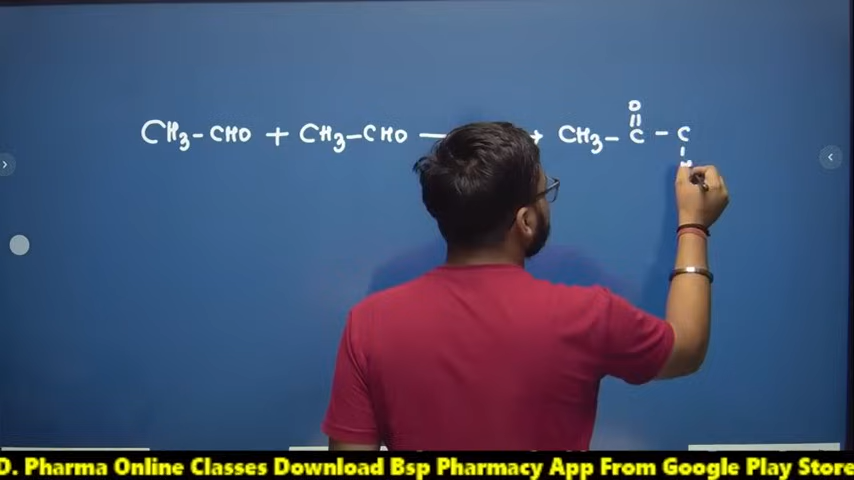 O
||
CH3-CHO + CH3-CHO — → CH3-C-C
|
H
D. Pharma Online Classes Download Bsp Pharmacy App From Google Play Store